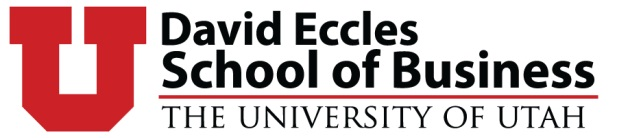 U
David Eccles
School of Business
THE UNIVERSITY OF UTAH